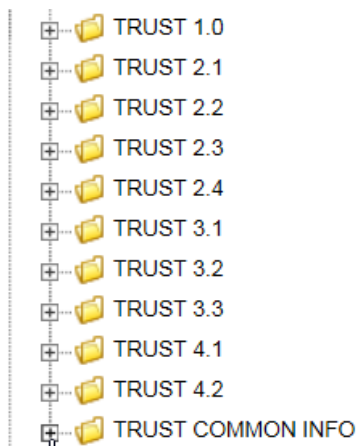 TRUST 1.0
TRUST 2.1
TRUST 2.2
TRUST 2.3
TRUST 2.4
TRUST 3.1
TRUST 3.2
TRUST 3.3
TRUST 4.1
TRUST 4.2
TRUST COMMON INFO